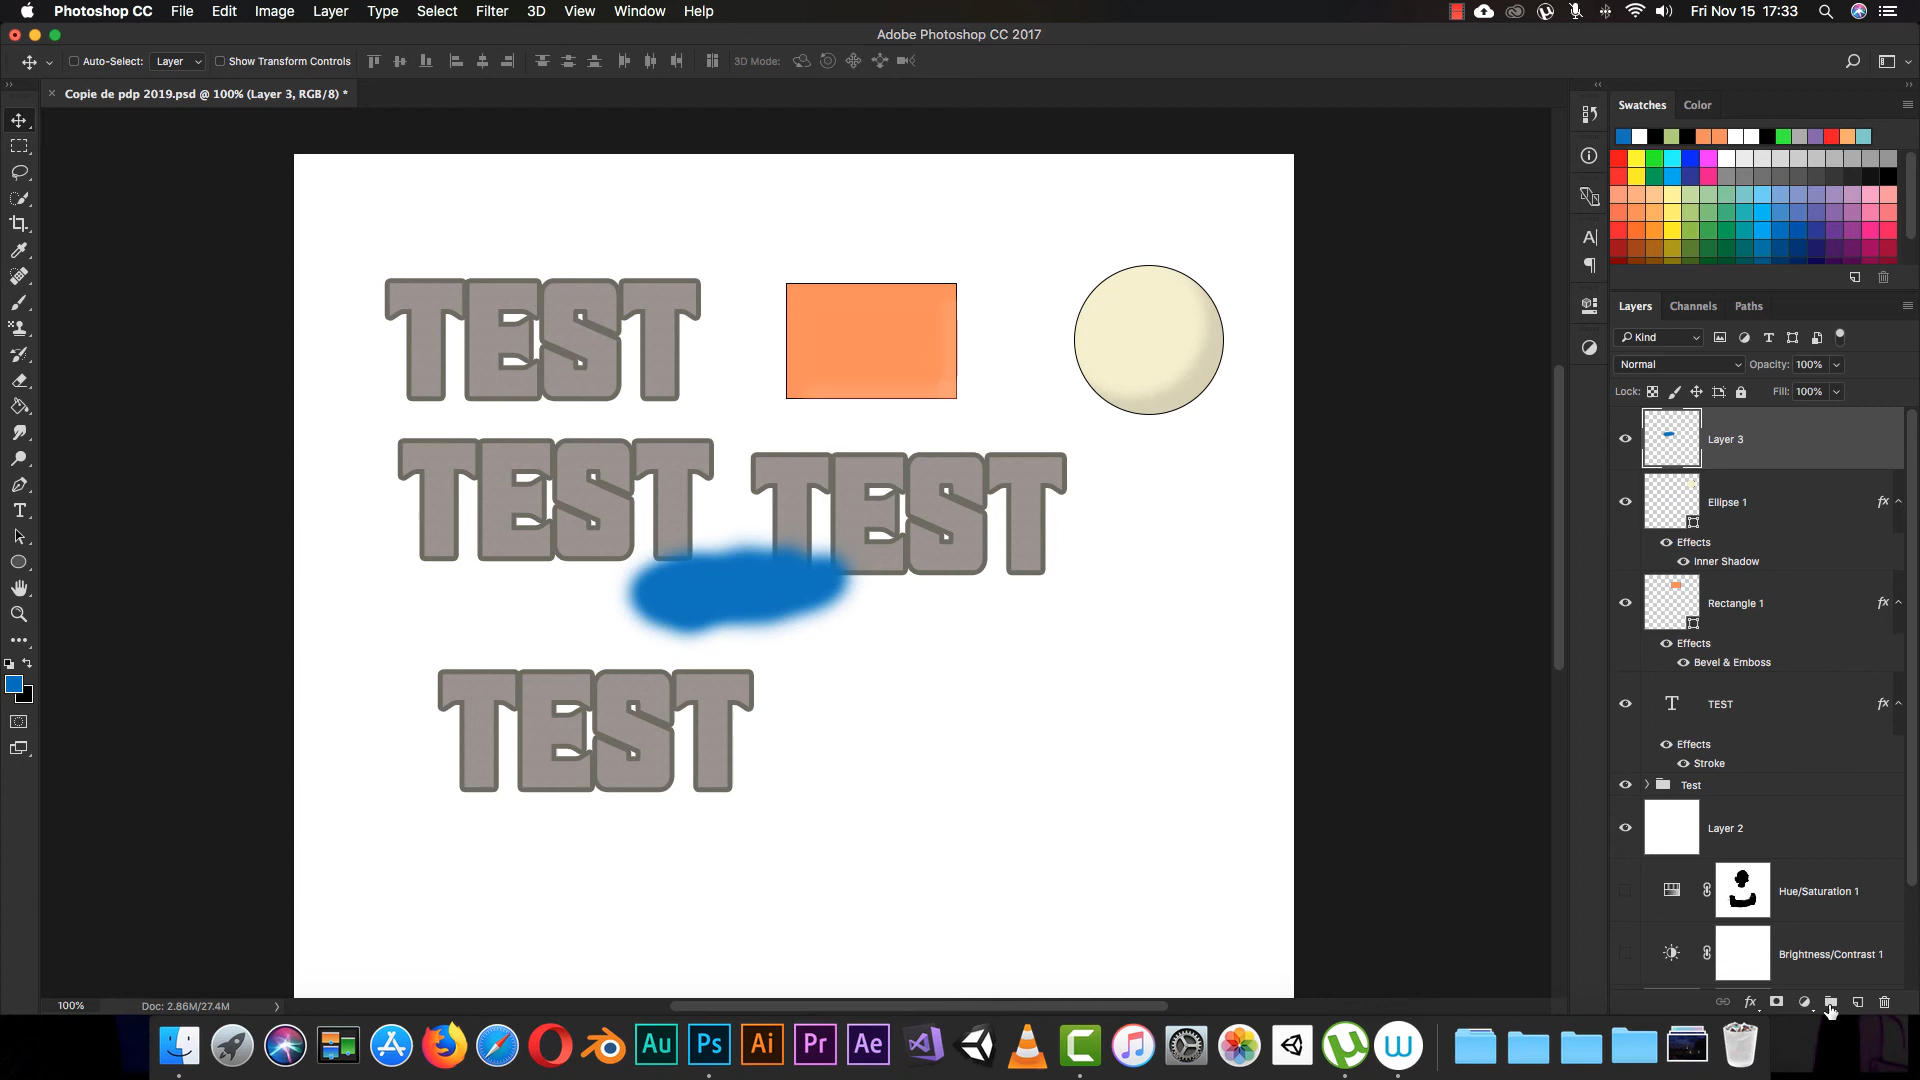 Photoshop CC File Edit Image Layer Type Select Filter 3D View Window Help Fri Nov 15 17:33
Adobe Photoshop CC 2017
Auto-Select: Layer Show Transform Controls 3D Mode:
Copie de pdp 2019.psd @ 100% (Layer 3, RGB/8) *
Swatches Color
TEST
TEST
TEST
TEST
Layers Channels Paths
Kind
Normal Opacity: 100%
Lock: Fill: 100%
Layer 3
Ellipse 1 fx
Effects
Inner Shadow
Rectangle 1 fx
Effects
Bevel & Emboss
T TEST fx
Effects
Stroke
Test
Layer 2
Hue/Saturation 1
Brightness/Contrast 1
fx
100% Doc: 2.86M/27.4M
Au Ps Ai Pr Ae